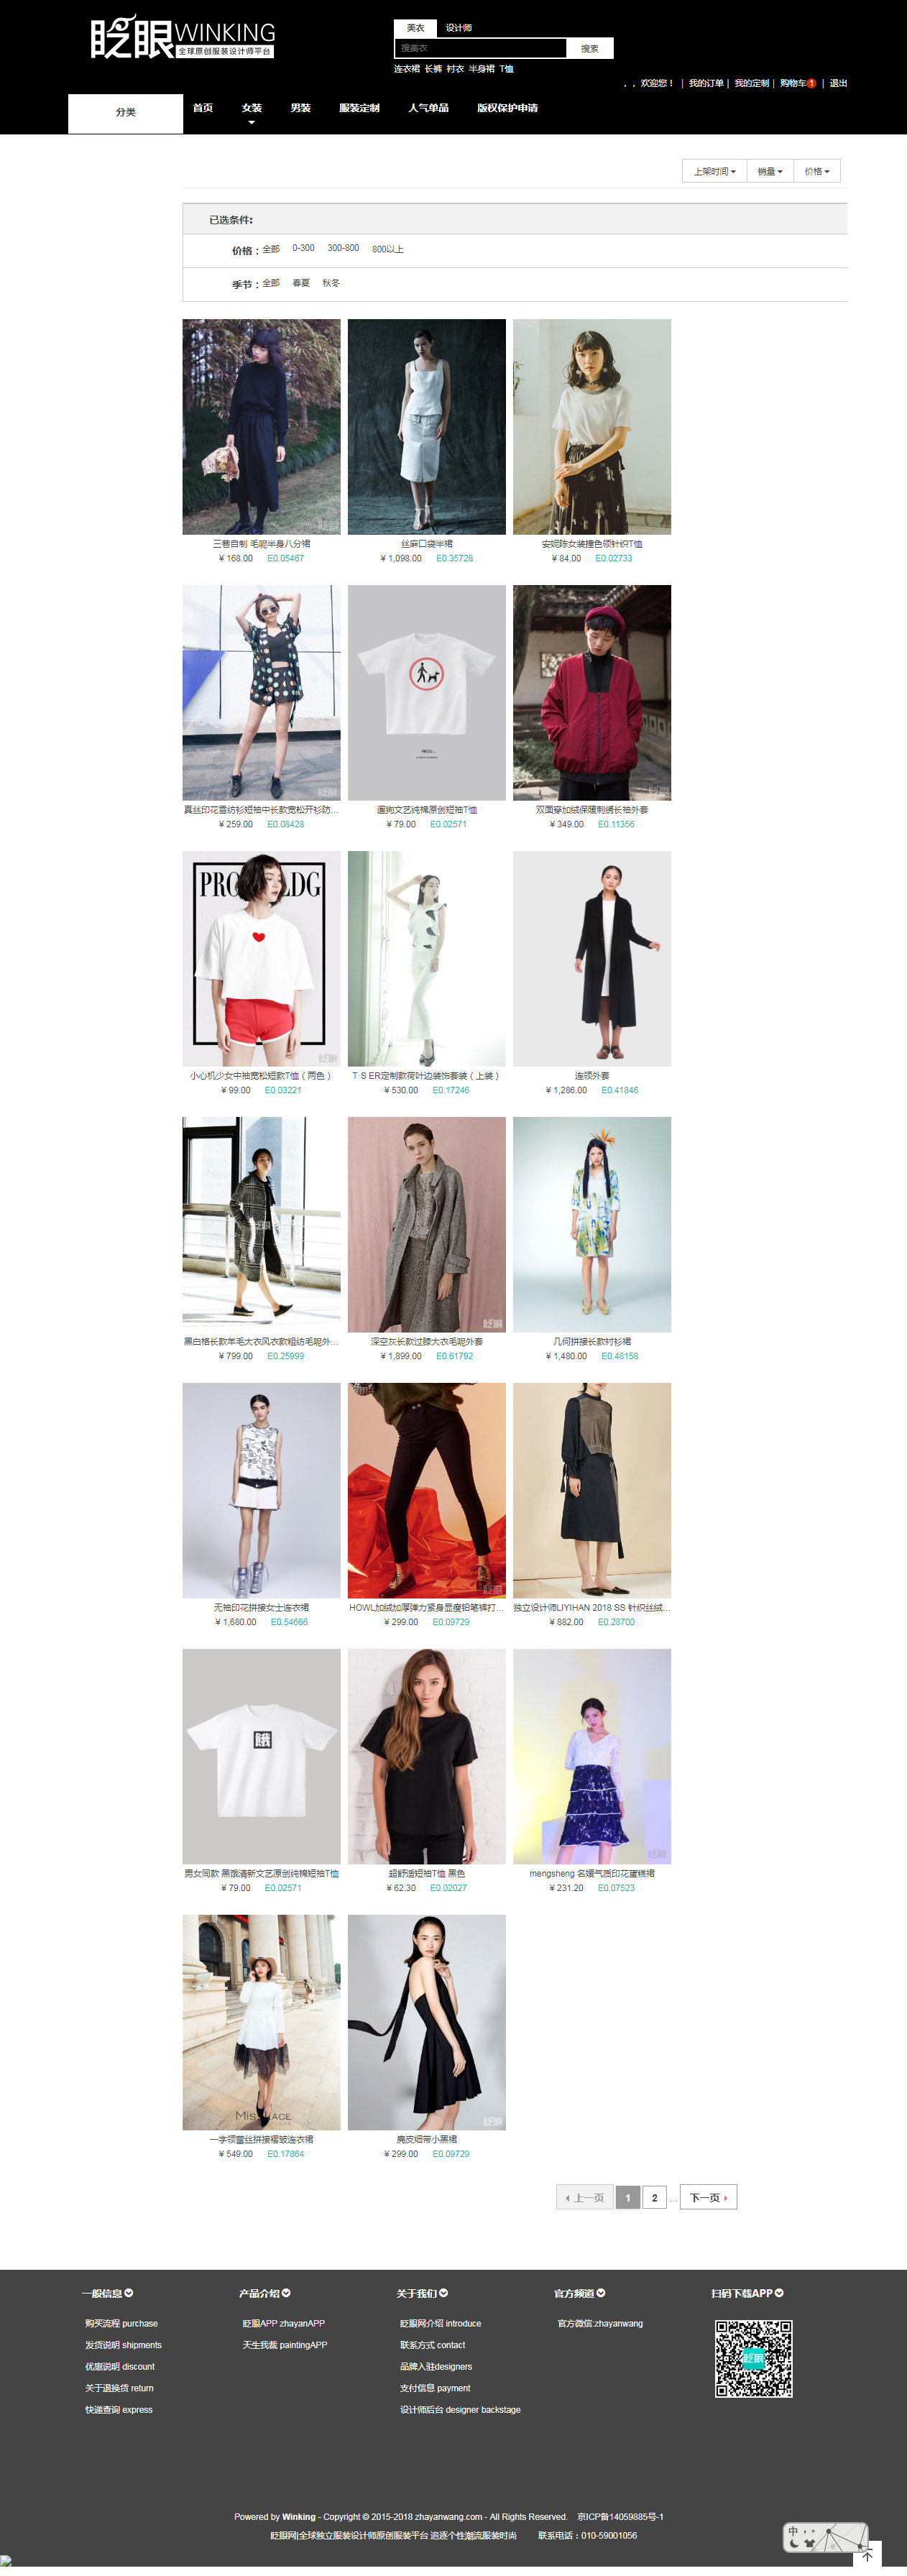 眨眼WINKING
全球原创服装设计师平台
美衣 设计师
搜美衣 搜索
连衣裙 长裤 衬衣 半身裙 T恤
, , 欢迎您！ | 我的订单 | 我的定制 | 购物车1 | 退出
分类 首页 女装 男装 服装定制 人气单品 版权保护申请
上架时间 销量 价格
已选条件:
价格：全部 0-300 300-800 800以上
季节：全部 春夏 秋冬
三巷自制 毛呢半身八分裙
¥ 168.00 E0.05467
丝麻口袋半裙
¥ 1,098.00 E0.35728
安妮陈女装撞色领针织T恤
¥ 84.00 E0.02733
真丝印花雪纺衫短袖中长款宽松开衫防...
¥ 259.00 E0.08428
遛狗文艺纯棉原创短袖T恤
¥ 79.00 E0.02571
双面穿加绒保暖刺绣长袖外套
¥ 349.00 E0.11356
小心机少女中袖宽松短款T恤（两色）
¥ 99.00 E0.03221
T·S ER定制款荷叶边装饰套装（上装）
¥ 530.00 E0.17246
连领外套
¥ 1,286.00 E0.41846
黑白格长款羊毛大衣风衣款粗纺毛呢外...
¥ 799.00 E0.25999
深空灰长款过膝大衣毛呢外套
¥ 1,899.00 E0.61792
几何拼接长款衬衫裙
¥ 1,480.00 E0.48158
无袖印花拼接女士连衣裙
¥ 1,680.00 E0.54666
HOWL加绒加厚弹力紧身显瘦铅笔裤打...
¥ 299.00 E0.09729
独立设计师LIYIHAN 2018 SS 针织丝绒...
¥ 882.00 E0.28700
男女同款 黑饿清新文艺原创纯棉短袖T恤
¥ 79.00 E0.02571
超舒适短袖T恤 黑色
¥ 62.30 E0.02027
mengsheng 名媛气质印花蛋糕裙
¥ 231.20 E0.07523
一字领蕾丝拼接褶皱连衣裙
¥ 549.00 E0.17864
麂皮细带小黑裙
¥ 299.00 E0.09729
上一页 1 2 ... 下一页
一般信息 产品介绍 关于我们 官方频道 扫码下载APP
购买流程 purchase 眨眼APP zhayanAPP 眨眼网介绍 introduce 官方微信:zhayanwang
发货说明 shipments 天生我裁 paintingAPP 联系方式 contact
优惠说明 discount 品牌入驻designers
关于退换货 return 支付信息 payment
快递查询 express 设计师后台 designer backstage
眨眼
Powered by Winking - Copyright © 2015-2018 zhayanwang.com - All Rights Reserved. 京ICP备14059885号-1
眨眼网|全球独立服装设计师原创服装平台 追逐个性潮流服装时尚 联系电话：010-59001056
中